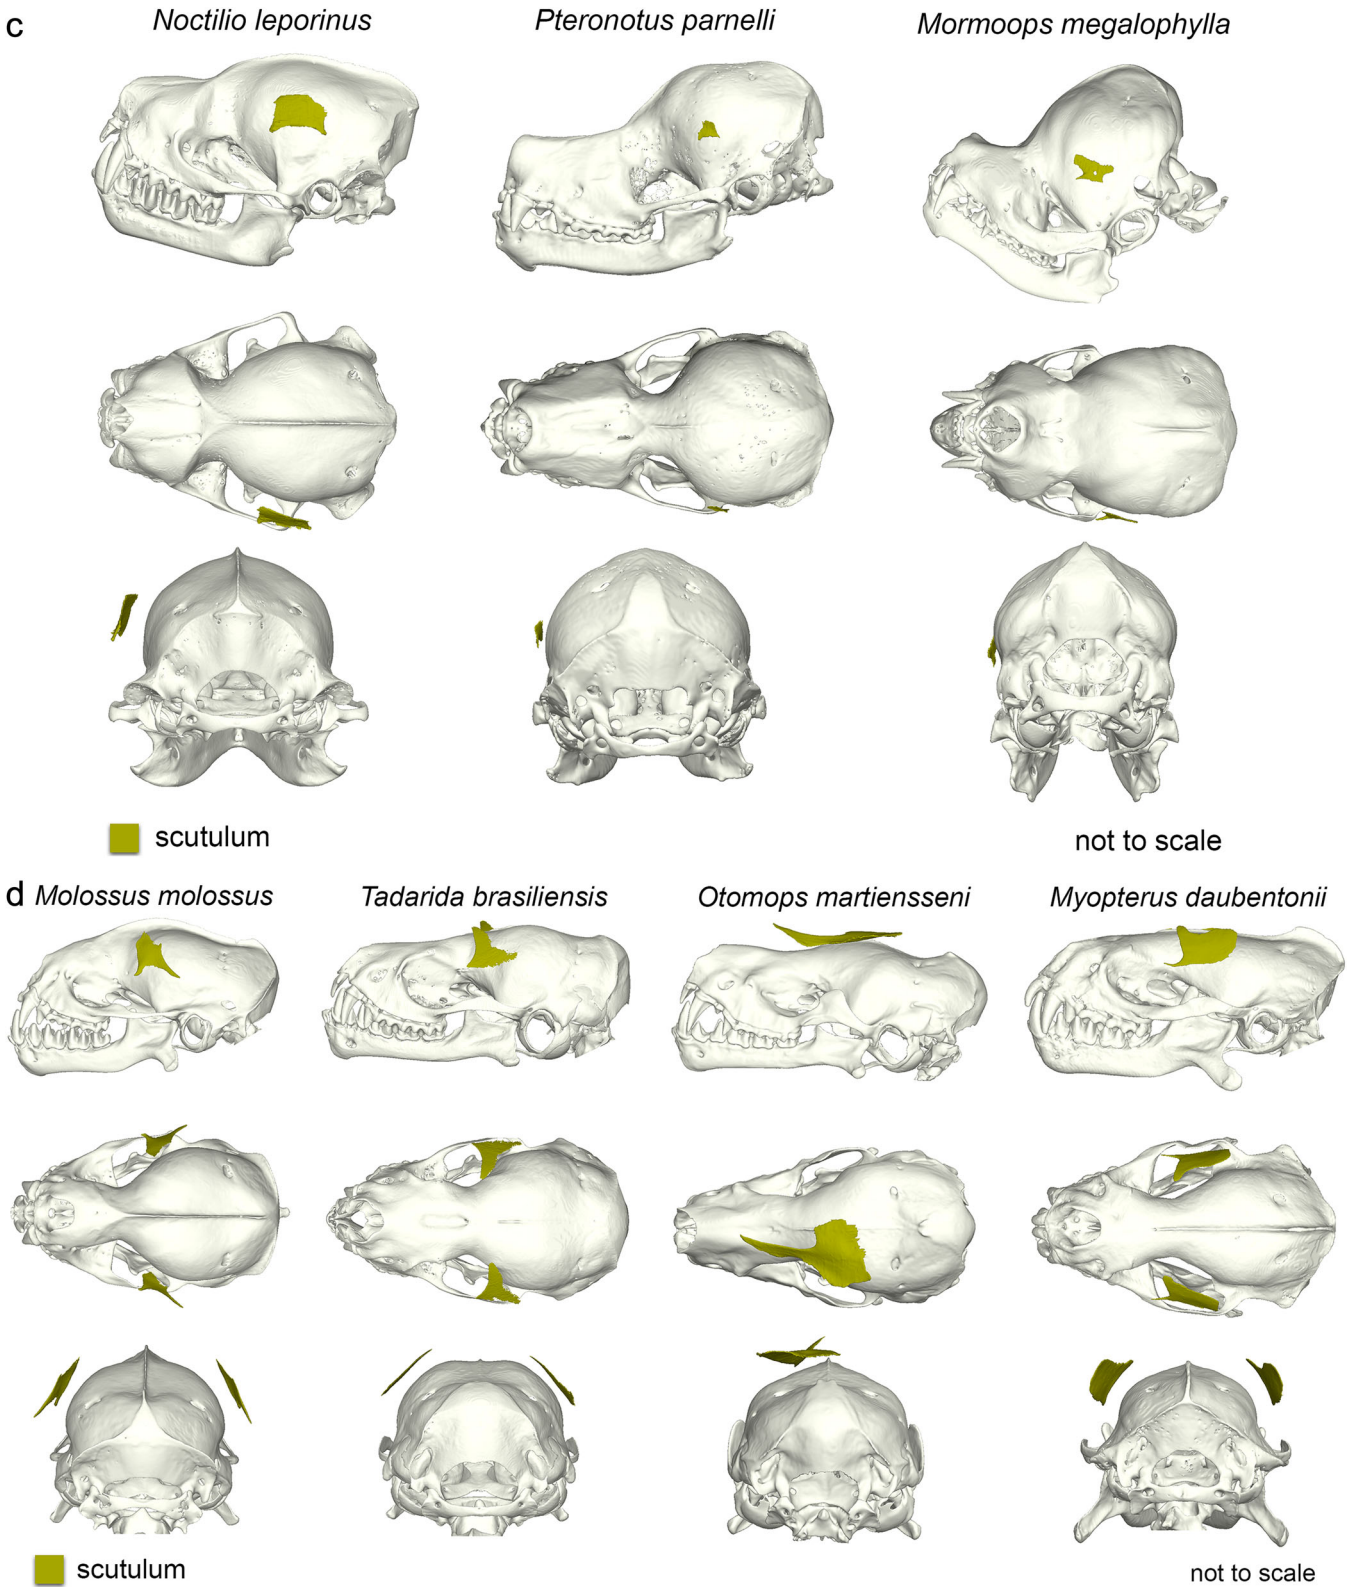 c
Noctilio leporinus Pteronotus parnelli Mormoops megalophylla
scutulum not to scale
d Molossus molossus Tadarida brasiliensis Otomops martiensseni Myopterus daubentonii
scutulum not to scale